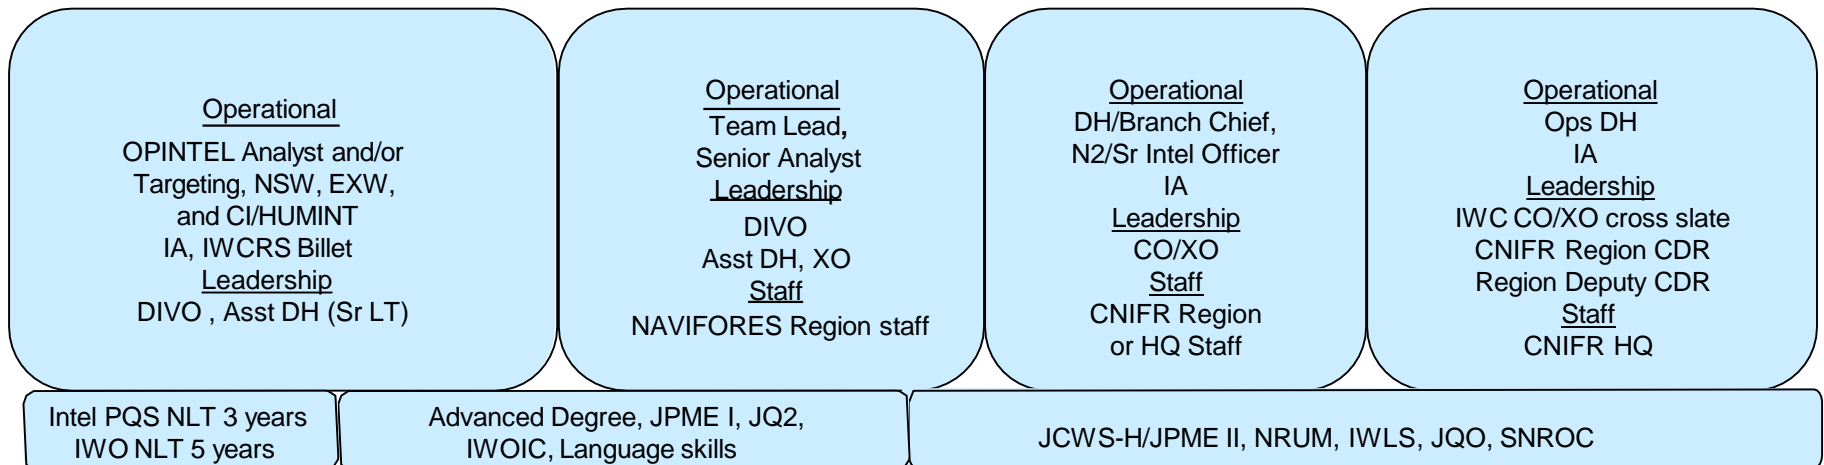 Operational
OPINTEL Analyst and/or
Targeting, NSW, EXW,
and CI/HUMINT
IA, IWCRS Billet
Leadership
DIVO , Asst DH (Sr LT)
Operational
Team Lead,
Senior Analyst
Leadership
DIVO
Asst DH, XO
Staff
NAVIFORES Region staff
Operational
DH/Branch Chief,
N2/Sr Intel Officer
IA
Leadership
CO/XO
Staff
CNIFR Region
or HQ Staff
Operational
Ops DH
IA
Leadership
IWC CO/XO cross slate
CNIFR Region CDR
Region Deputy CDR
Staff
CNIFR HQ
Intel PQS NLT 3 years
IWO NLT 5 years
Advanced Degree, JPME I, JQ2,
IWOIC, Language skills
JCWS-H/JPME II, NRUM, IWLS, JQO, SNROC